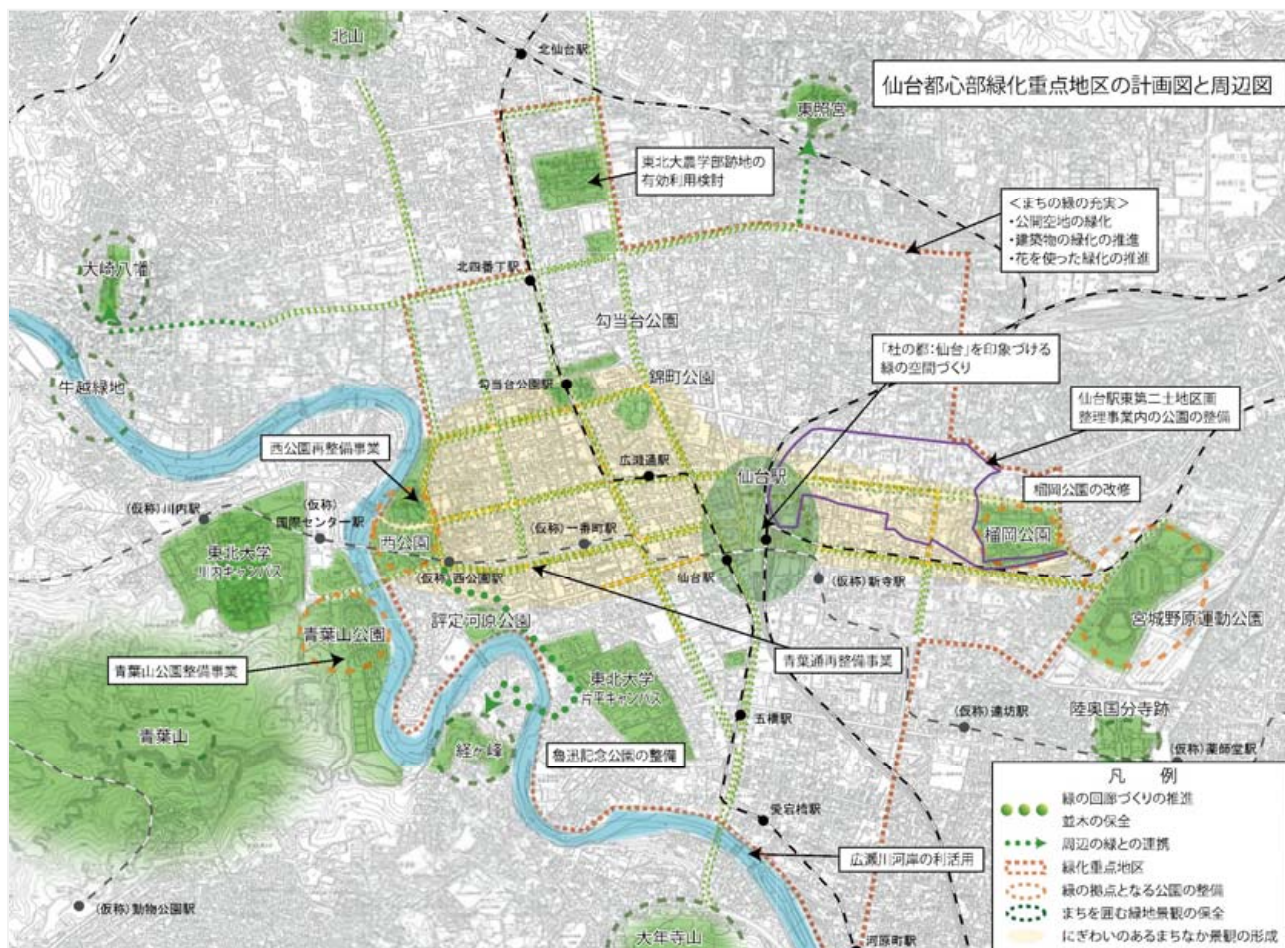 北山
北仙台駅
仙台都心部緑化重点地区の計画図と周辺図
東照宮
東北大農学部跡地の
有効利用検討
<まちの緑の充実>
・公開空地の緑化
・建築物の緑化の推進
・花を使った緑化の推進
大崎八幡
北四番丁駅
勾当台公園
「杜の都：仙台」を印象づける
緑の空間づくり
牛越緑地
勾当台公園駅
錦町公園
仙台駅東第二土地区画
整理事業内の公園の整備
西公園再整備事業
広瀬通駅
仙台駅
榴岡公園の改修
(仮称)川内駅
(仮称)
国際センター駅
(仮称)一番町駅
西公園
榴岡公園
東北大学
川内キャンパス
(仮称)西公園駅
仙台駅
(仮称)新寺駅
評定河原公園
宮城野原運動公園
青葉山公園
青葉山公園整備事業
青葉通再整備事業
東北大学
片平キャンパス
五橋駅
(仮称)連坊駅
陸奥国分寺跡
青葉山
経ヶ峰
魯迅記念公園の整備
(仮称)薬師堂駅
愛宕橋駅
広瀬川河岸の利活用
(仮称)動物公園駅
大年寺山
河原町駅
凡 例
緑の回廊づくりの推進
並木の保全
周辺の緑との連携
緑化重点地区
緑の拠点となる公園の整備
まちを囲む緑地景観の保全
にぎわいのあるまちなか景観の形成